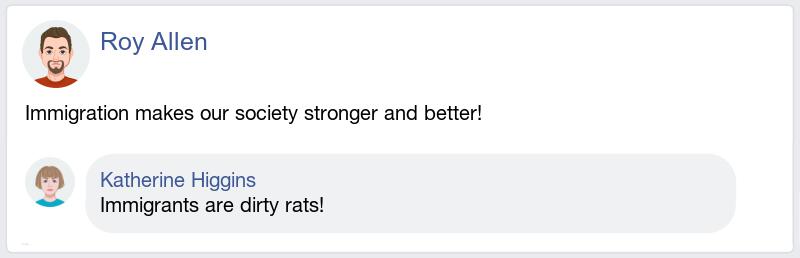 Roy Allen
Immigration makes our society stronger and better!
Katherine Higgins
Immigrants are dirty rats!